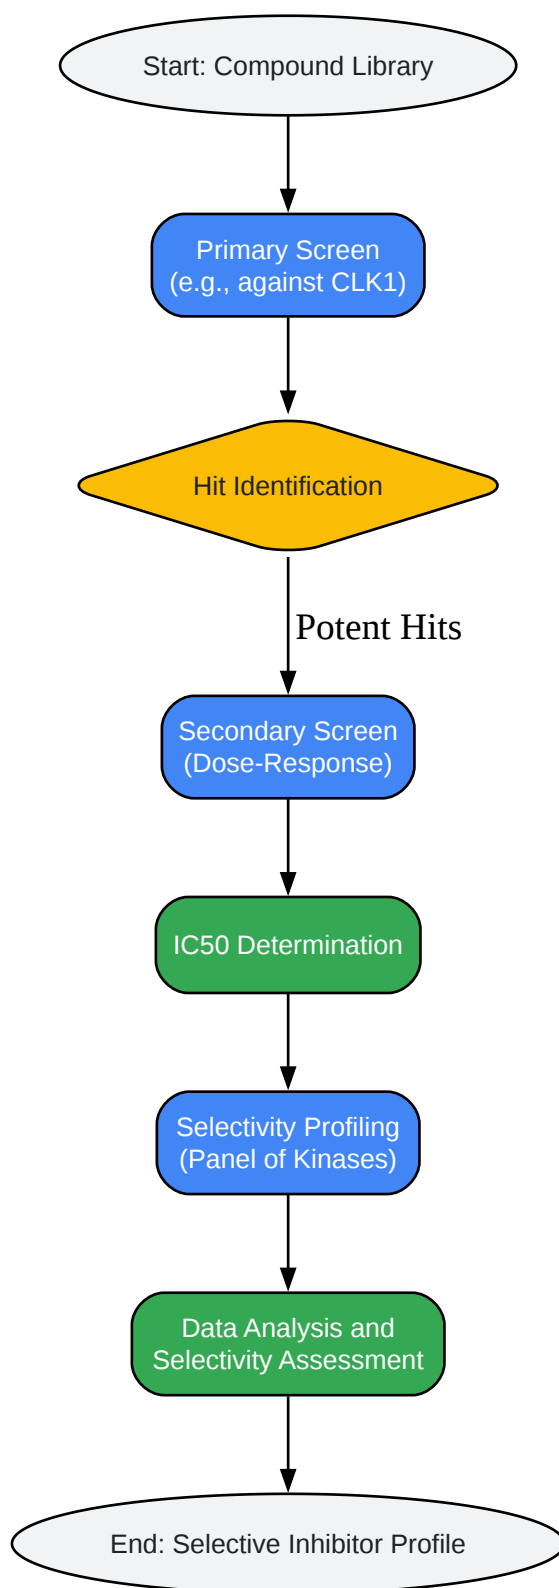 Start: Compound Library
Primary Screen
(e.g., against CLK1)
Hit Identification
Potent Hits
Secondary Screen
(Dose-Response)
IC50 Determination
Selectivity Profiling
(Panel of Kinases)
Data Analysis and
Selectivity Assessment
End: Selective Inhibitor Profile